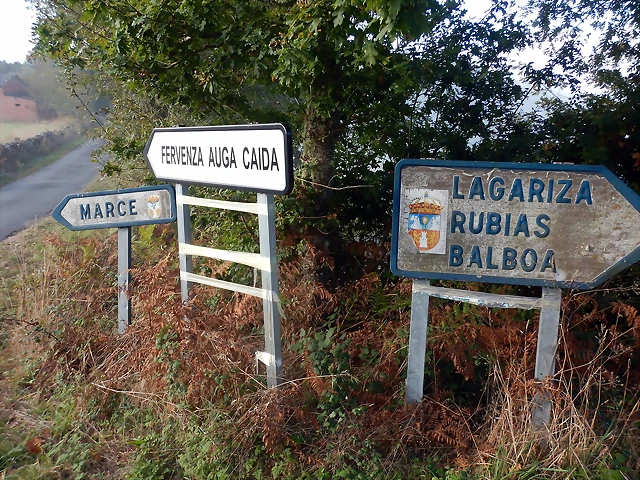 MARCE
FERVENZA AUGA CAIDA
LAGARIZA
RUBIAS
BALBOA